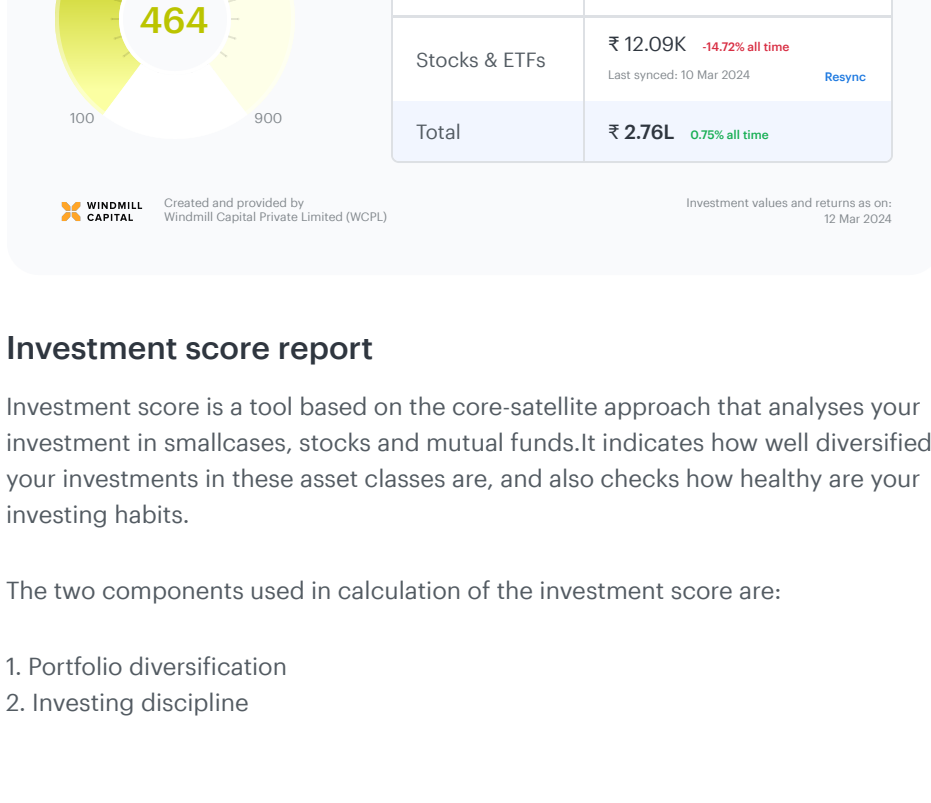 464
100
900
Stocks & ETFs
₹ 12.09K -14.72% all time
Last synced: 10 Mar 2024 Resync
Total
₹ 2.76L 0.75% all time
WINDMILL
CAPITAL
Created and provided by
Windmill Capital Private Limited (WCPL)
Investment values and returns as on:
12 Mar 2024
Investment score report
Investment score is a tool based on the core-satellite approach that analyses your
investment in smallcases, stocks and mutual funds.It indicates how well diversified
your investments in these asset classes are, and also checks how healthy are your
investing habits.
The two components used in calculation of the investment score are:
1. Portfolio diversification
2. Investing discipline